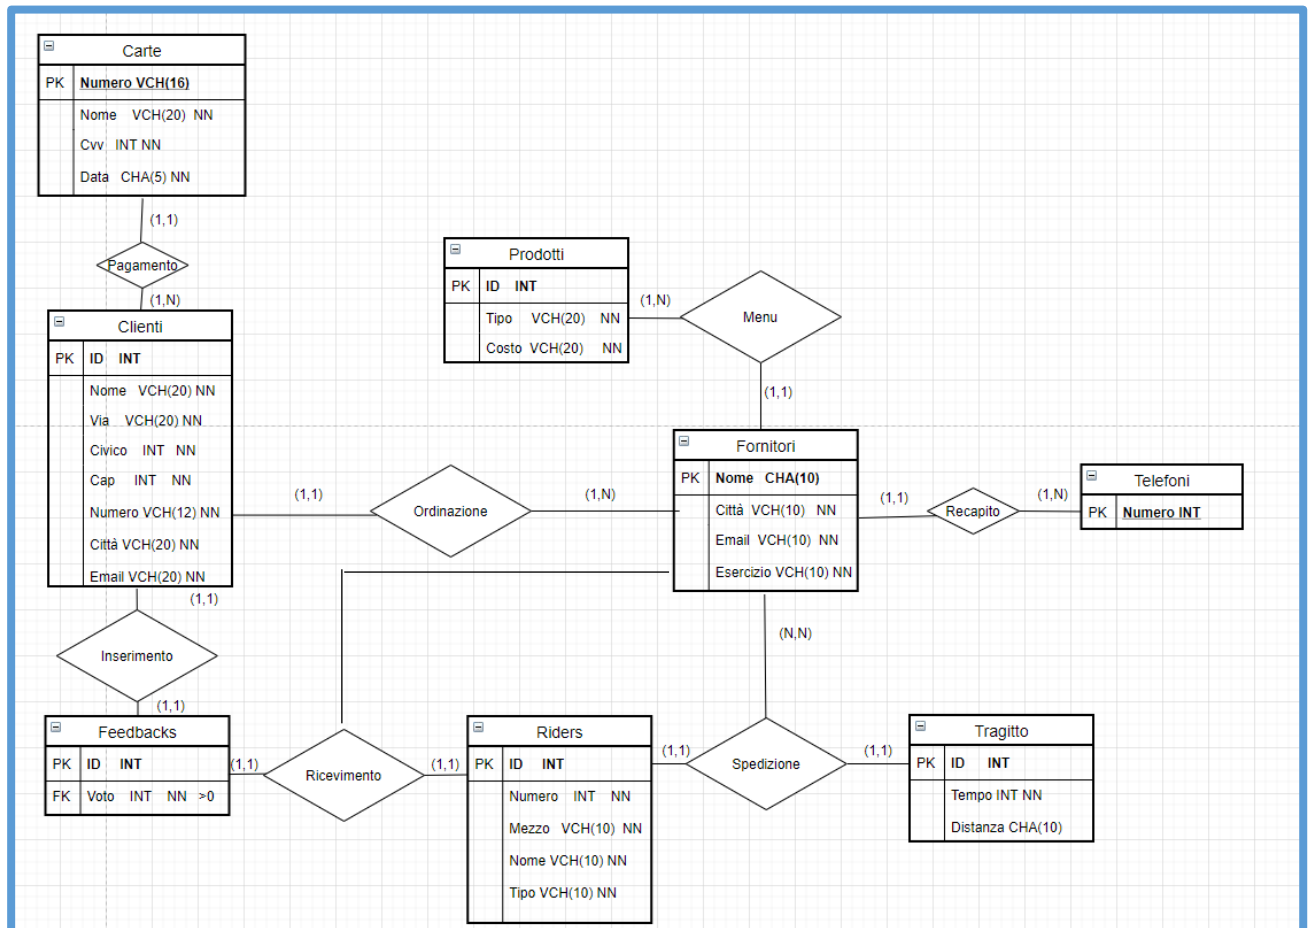 Carte
PK Numero VCH(16)
Nome VCH(20) NN
Cvv INT NN
Data CHA(5) NN
(1,1)
Pagamento
(1,N)
Clienti
PK ID INT
Nome VCH(20) NN
Via VCH(20) NN
Civico INT NN
Cap INT NN
Numero VCH(12) NN
Città VCH(20) NN
Email VCH(20) NN
(1,1)
Inserimento
(1,1)
Feedbacks
PK ID INT
FK Voto INT NN >0
Prodotti
PK ID INT
Tipo VCH(20) NN
Costo VCH(20) NN
(1,N)
Menu
(1,1)
(1,1)
Ordinazione
(1,N)
Fornitori
PK Nome CHA(10)
Città VCH(10) NN
Email VCH(10) NN
Esercizio VCH(10) NN
(1,1)
Recapito
(1,N)
Telefoni
PK Numero INT
(N,N)
(1,1)
Ricevimento
(1,1)
Riders
PK ID INT
Numero INT NN
Mezzo VCH(10) NN
Nome VCH(10) NN
Tipo VCH(10) NN
(1,1)
Spedizione
(1,1)
Tragitto
PK ID INT
Tempo INT NN
Distanza CHA(10)